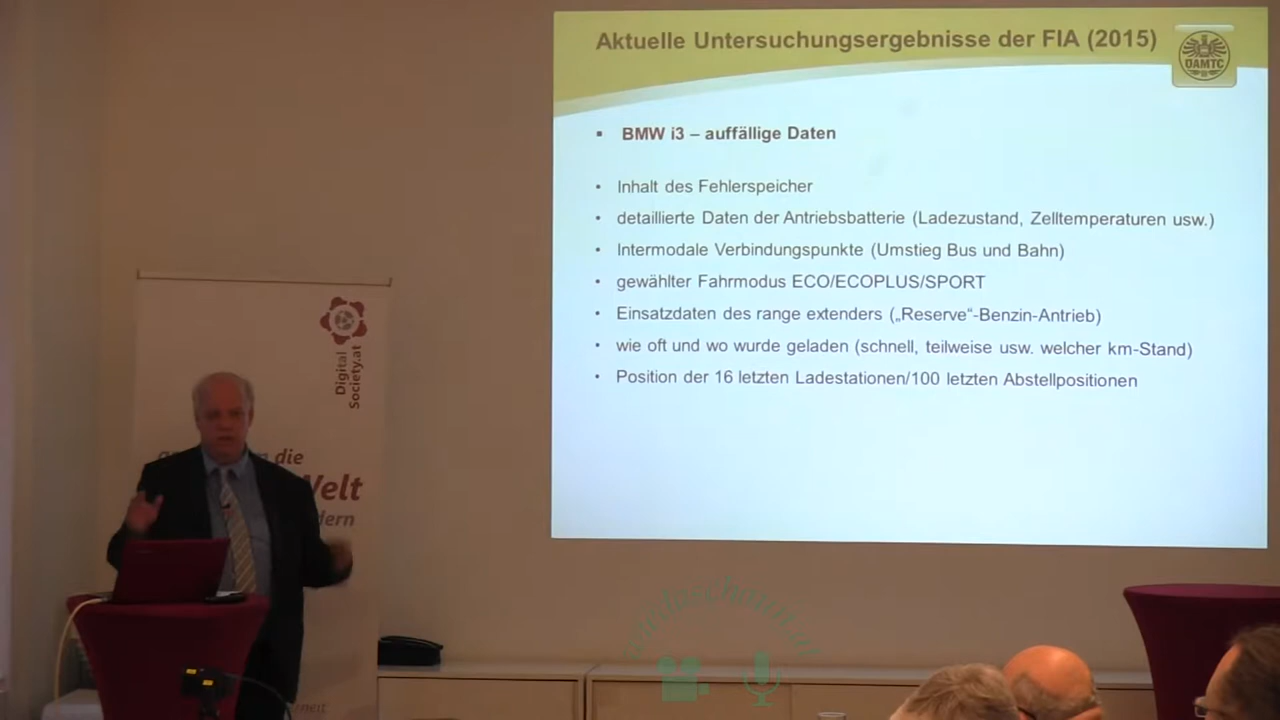 Aktuelle Untersuchungsergebnisse der FIA (2015)
ÖAMTC
▪ BMW i3 – auffällige Daten
• Inhalt des Fehlerspeicher
• detaillierte Daten der Antriebsbatterie (Ladezustand, Zelltemperaturen usw.)
• Intermodale Verbindungspunkte (Umstieg Bus und Bahn)
• gewählter Fahrmodus ECO/ECOPLUS/SPORT
• Einsatzdaten des range extenders („Reserve“-Benzin-Antrieb)
• wie oft und wo wurde geladen (schnell, teilweise usw. welcher km-Stand)
• Position der 16 letzten Ladestationen/100 letzten Abstellpositionen
Digital
Society.at
die
Welt